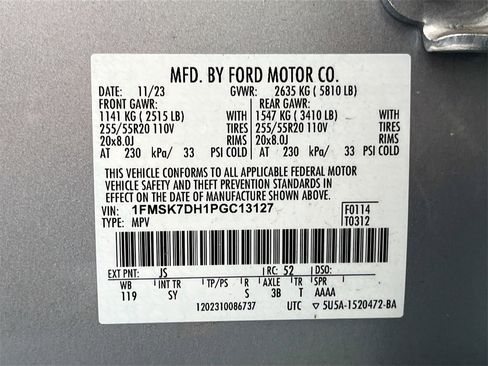 MFD. BY FORD MOTOR CO.
DATE: 11/23 GVWR: 2635 KG ( 5810 LB)
FRONT GAWR: REAR GAWR:
1141 KG ( 2515 LB) WITH 1547 KG ( 3410 LB) WITH
255/55R20 110V TIRES 255/55R20 110V TIRES
20x8.0J RIMS 20x8.0J RIMS
AT 230 kPa/ 33 PSI COLD AT 230 kPa/ 33 PSI COLD
THIS VEHICLE CONFORMS TO ALL APPLICABLE FEDERAL MOTOR
VEHICLE SAFETY AND THEFT PREVENTION STANDARDS IN
EFFECT ON THE DATE OF MANUFACTURE SHOWN ABOVE.
VIN: 1FMSK7DH1PGC13127 F0114
TYPE: MPV T0312
EXT PNT: JS RC: 52 DSO:
WB INT TR TP/PS R AXLE TR SPR
119 SY S 3B T AAAA
1202310086737 UTC ▽ 5U5A-1520472-BA